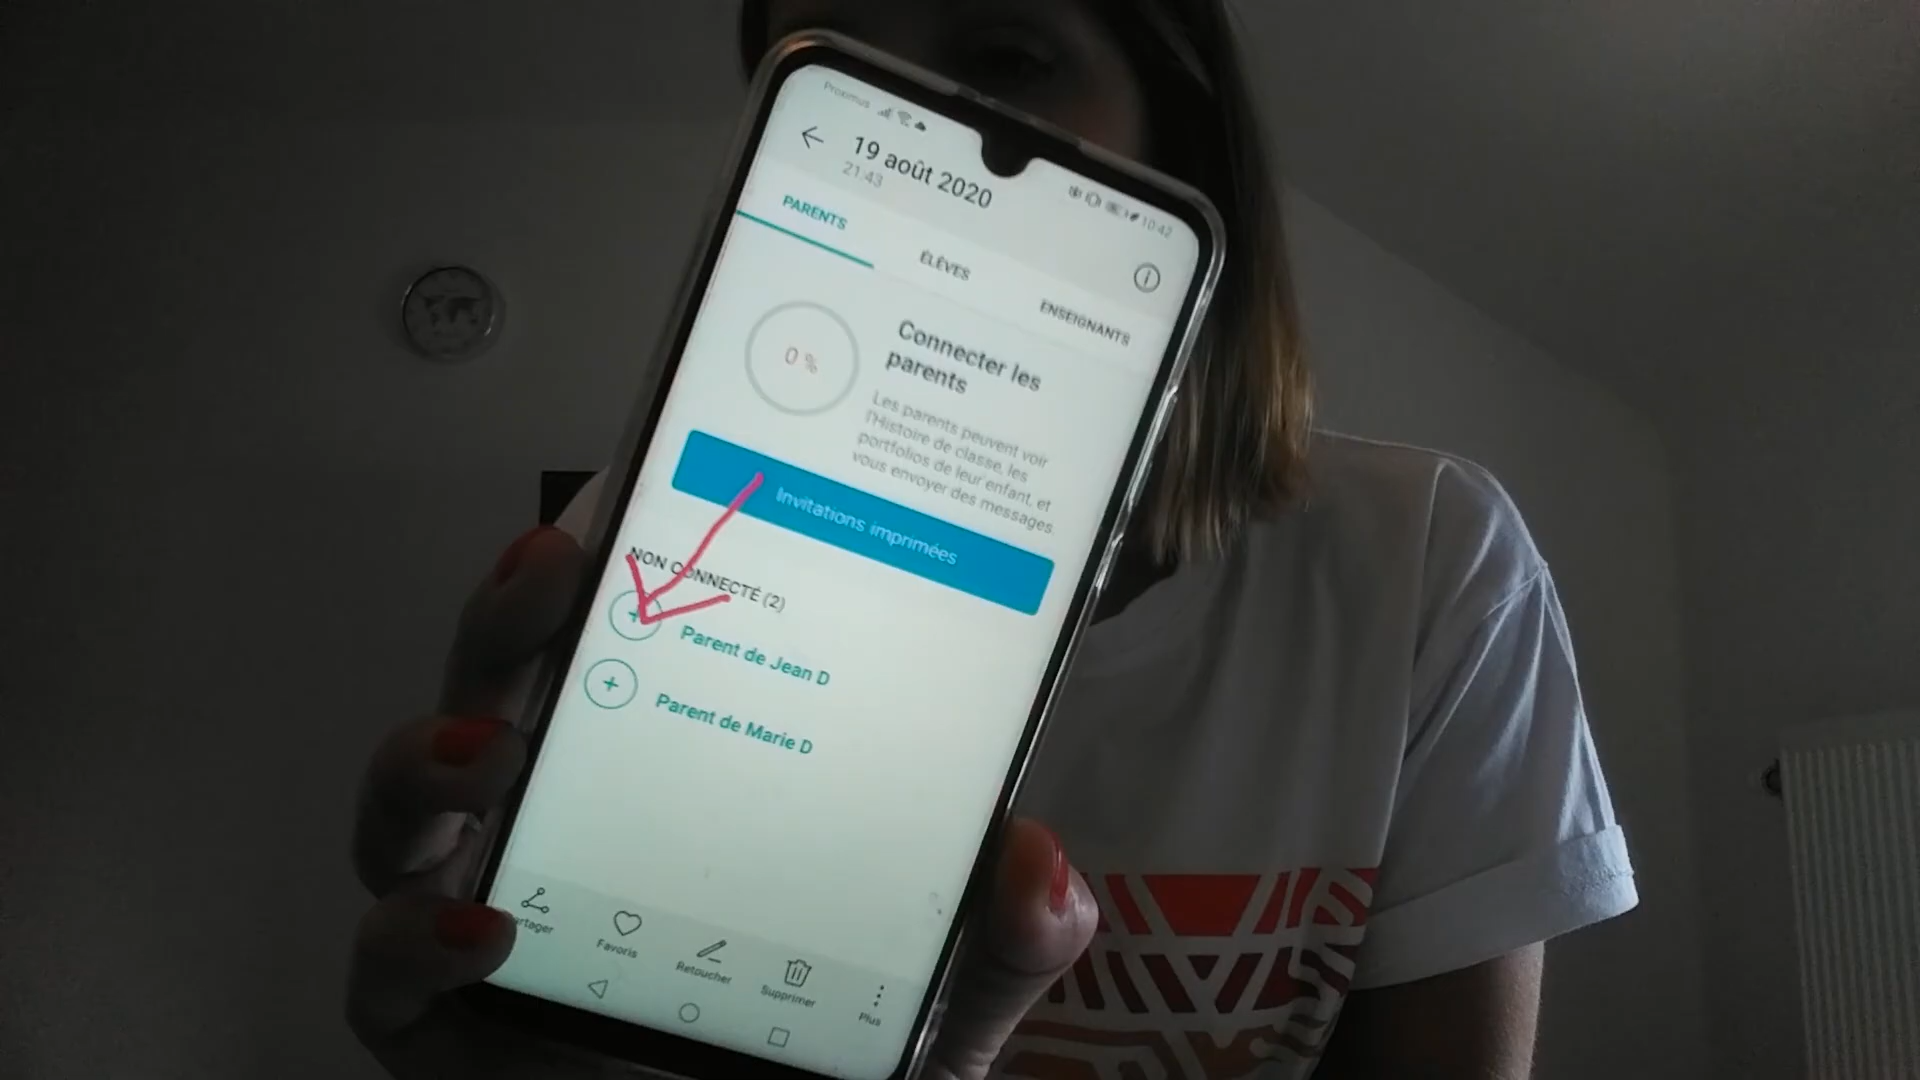 Proximus
10:42
19 août 2020
21:43
PARENTS
ÉLÈVES
ENSEIGNANTS
0 %
Connecter les
parents
Les parents peuvent voir
l'Histoire de classe, les
portfolios de leur enfant, et
vous envoyer des messages.
Invitations imprimées
NON CONNECTÉ (2)
+ Parent de Jean D
+ Parent de Marie D
artager
Favoris
Retoucher
Supprimer
Plus